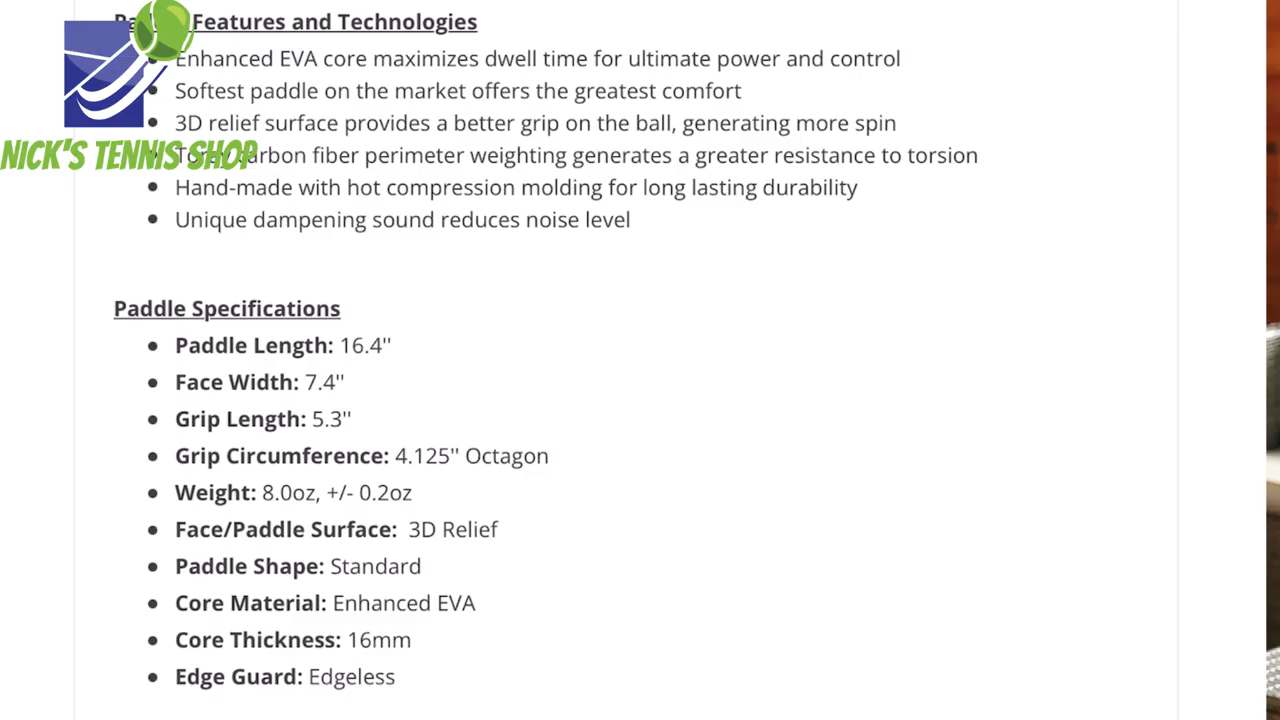 Features and Technologies
Enhanced EVA core maximizes dwell time for ultimate power and control
Softest paddle on the market offers the greatest comfort
3D relief surface provides a better grip on the ball, generating more spin
NICK'S TENNIS SHOP
carbon fiber perimeter weighting generates a greater resistance to torsion
Hand-made with hot compression molding for long lasting durability
Unique dampening sound reduces noise level
Paddle Specifications
Paddle Length: 16.4''
Face Width: 7.4''
Grip Length: 5.3''
Grip Circumference: 4.125'' Octagon
Weight: 8.0oz, +/- 0.2oz
Face/Paddle Surface: 3D Relief
Paddle Shape: Standard
Core Material: Enhanced EVA
Core Thickness: 16mm
Edge Guard: Edgeless